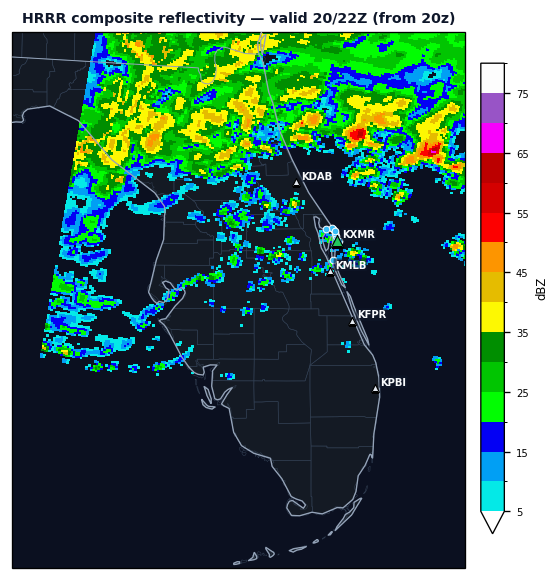 HRRR composite reflectivity — valid 20/22Z (from 20z)
KDAB
KXMR
KMLB
KFPR
KPBI
75
65
55
45
35
25
15
5
dBZ